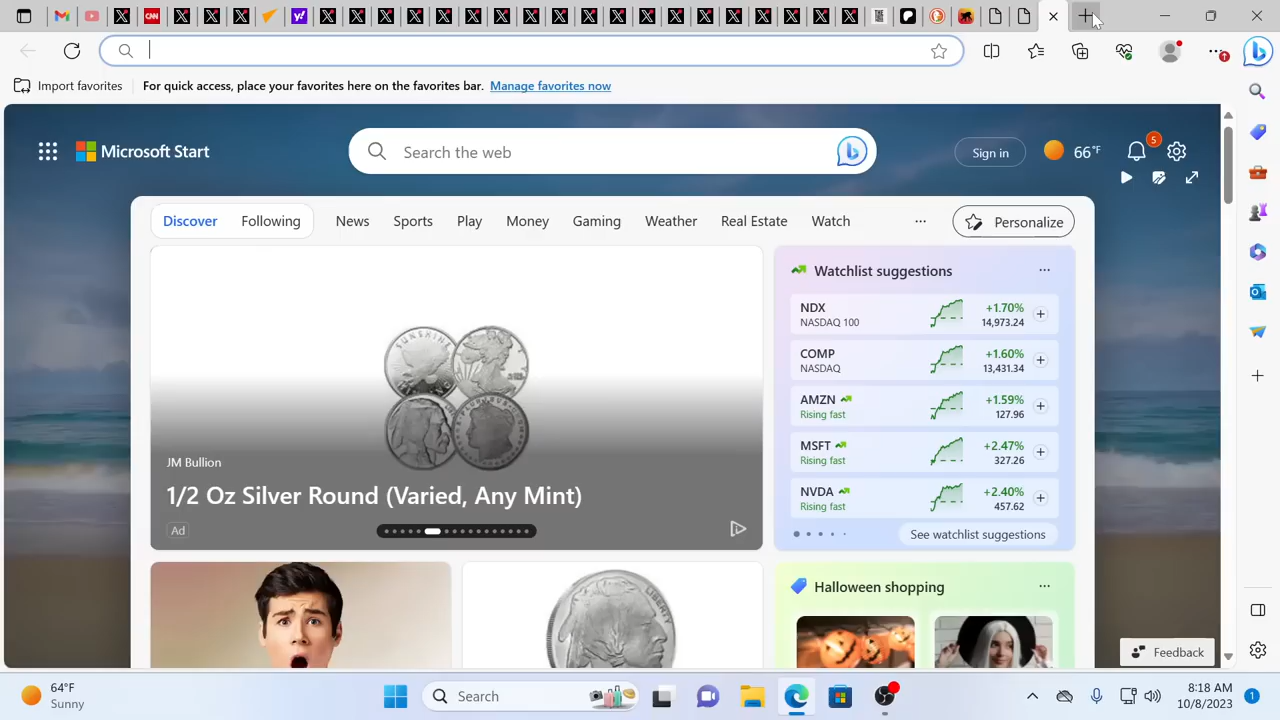 Import favorites
For quick access, place your favorites here on the favorites bar. Manage favorites now
Microsoft Start
Search the web
Sign in
66°F
5
Discover
Following
News
Sports
Play
Money
Gaming
Weather
Real Estate
Watch
Personalize
JM Bullion
1/2 Oz Silver Round (Varied, Any Mint)
Ad
Watchlist suggestions
NDX
NASDAQ 100
+1.70%
14,973.24
COMP
NASDAQ
+1.60%
13,431.34
AMZN
Rising fast
+1.59%
127.96
MSFT
Rising fast
+2.47%
327.26
NVDA
Rising fast
+2.40%
457.62
See watchlist suggestions
Halloween shopping
Feedback
64°F
Sunny
Search
8:18 AM
10/8/2023
1